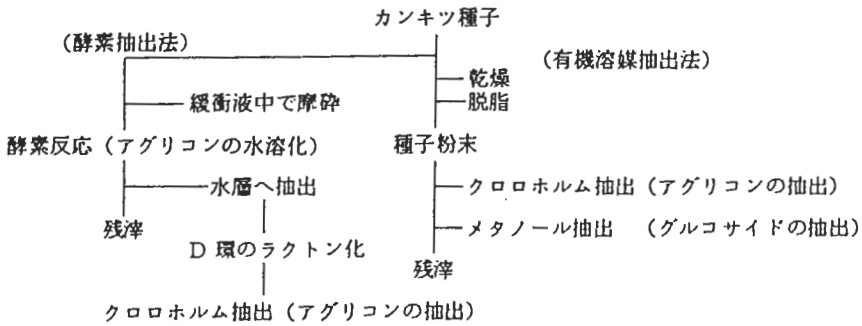 カンキツ種子
(酵素抽出法)
(有機溶媒抽出法)
乾燥
緩衝液中で摩砕
脱脂
酵素反応(アグリコンの水溶化)
種子粉末
水層へ抽出
クロロホルム抽出(アグリコンの抽出)
残滓
メタノール抽出 (グルコサイドの抽出)
D 環のラクトン化
残滓
クロロホルム抽出(アグリコンの抽出)